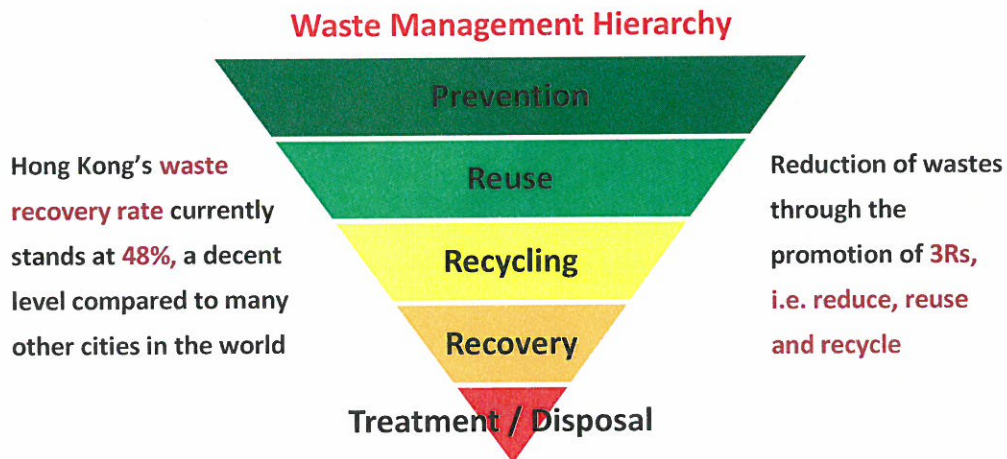 Waste Management Hierarchy
Prevention
Reuse
Recycling
Recovery
Treatment / Disposal
Hong Kong’s waste
recovery rate currently
stands at 48%, a decent
level compared to many
other cities in the world
Reduction of wastes
through the
promotion of 3Rs,
i.e. reduce, reuse
and recycle